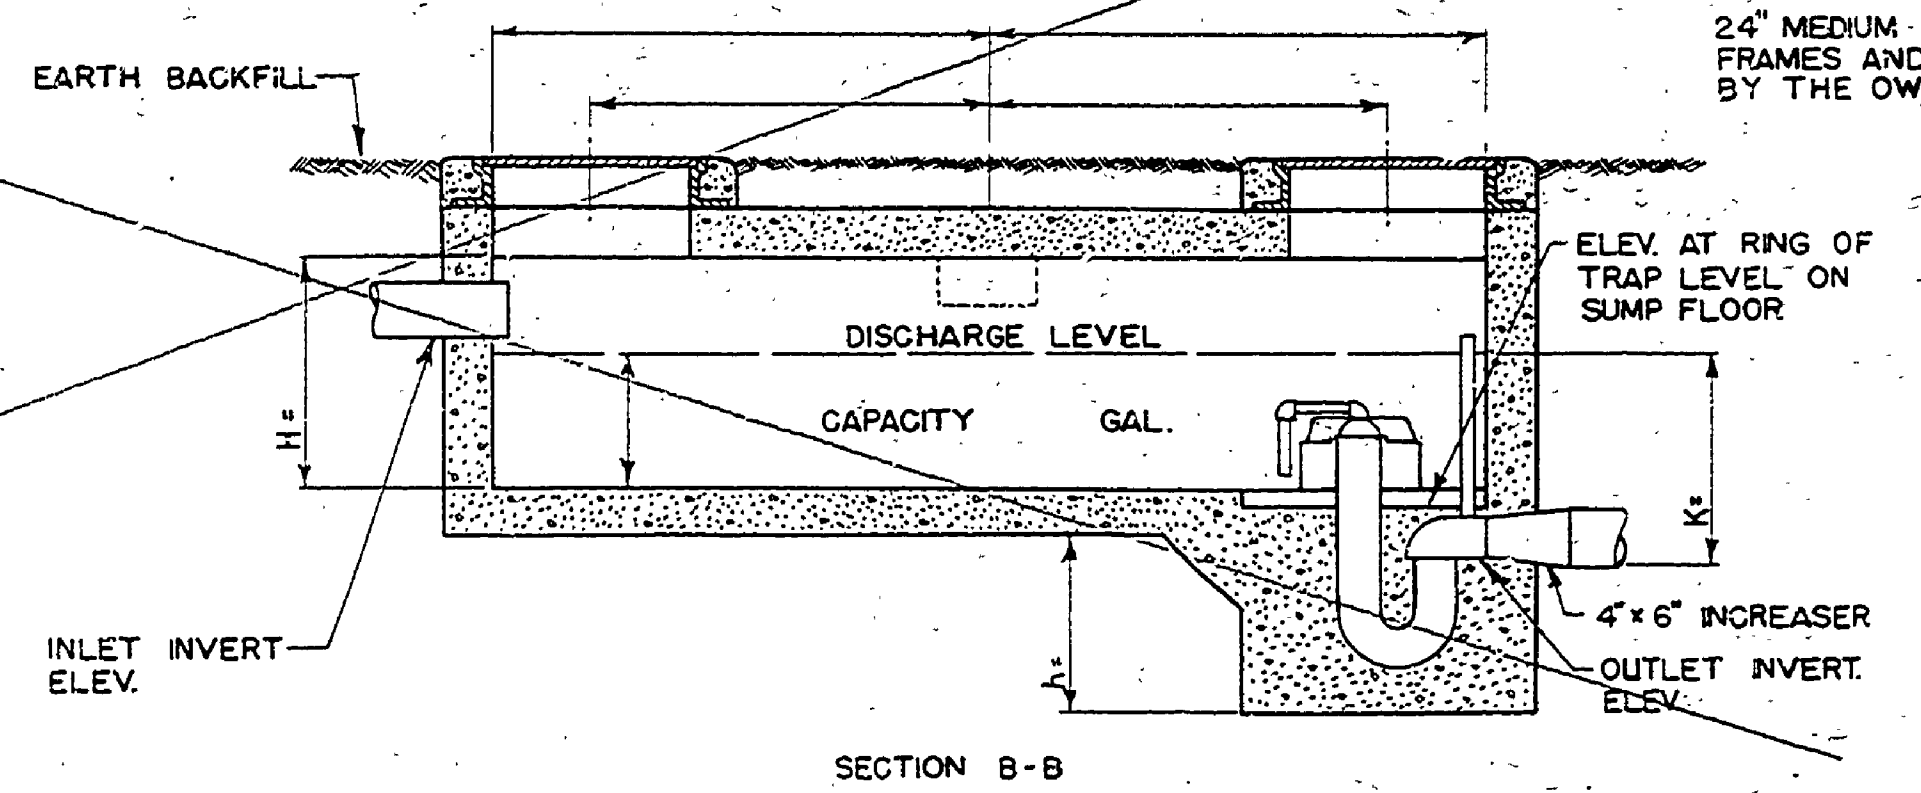 24" MEDIUM
FRAMES AND
BY THE OW
EARTH BACKFILL
ELEV. AT RING OF
TRAP LEVEL ON
SUMP FLOOR
DISCHARGE LEVEL
CAPACITY GAL.
H=
K=
4"x 6" INCREASER
OUTLET INVERT.
ELEV.
INLET INVERT
ELEV.
h=
SECTION B-B